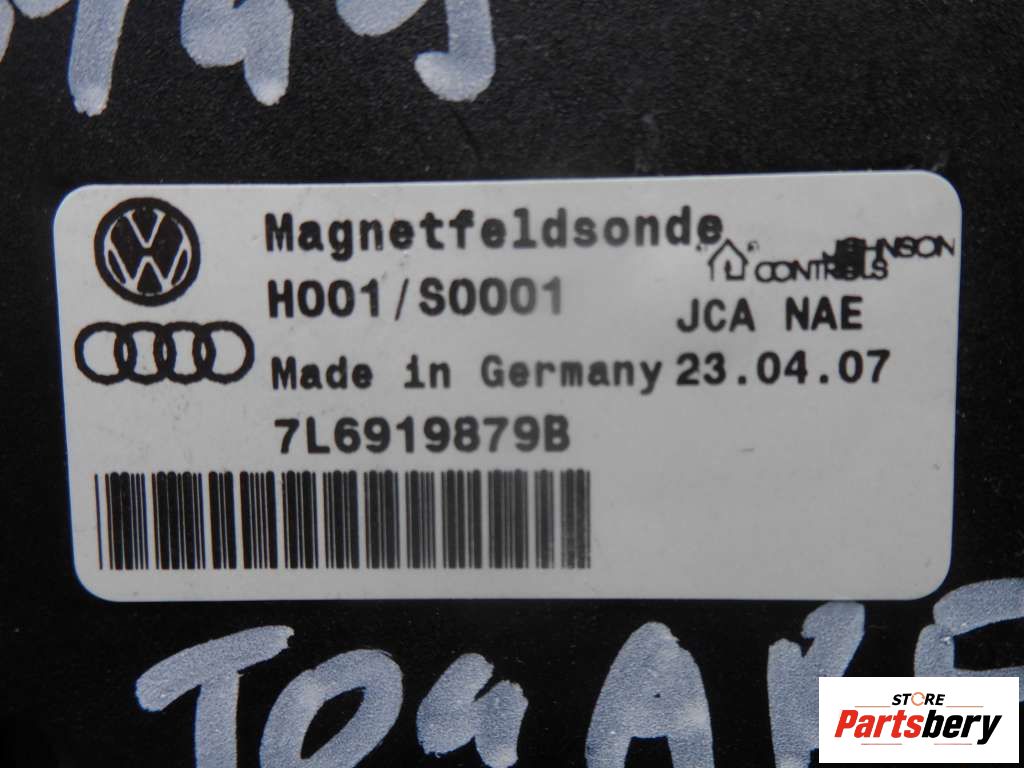 Magnetfeldsonde
H001/S0001
JOHNSON
CONTROLS
JCA NAE
Made in Germany 23.04.07
7L6919879B
STORE
Partsbery